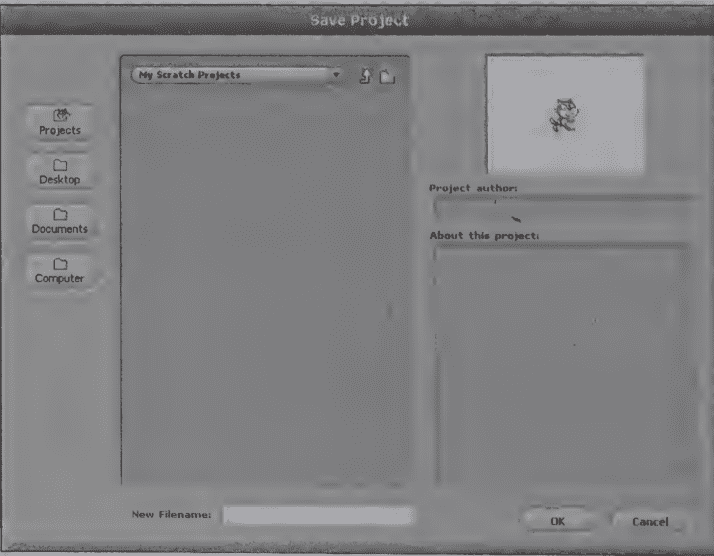 Save Project
My Scratch Projects
Projects
Desktop
Documents
Computer
Project author:
About this project:
New Filename:
OK
Cancel